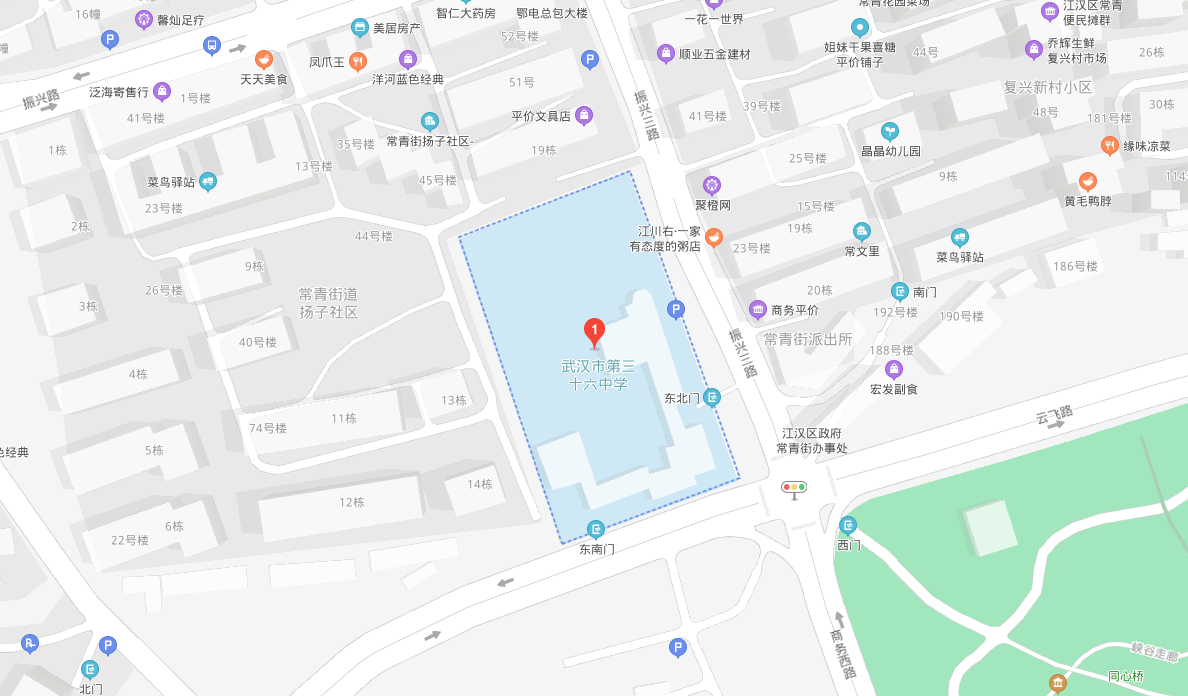 16幢
馨灿足疗
美居房产
智仁大药房
鄂电总包大楼
52号楼
一花一世界
常青花园菜场
江汉区常青
便民摊群
顺业五金建材
姐妹干果喜糖
平价铺子
44号
乔辉生鲜
复兴村市场
26栋
天天美食
凤爪王
洋河蓝色经典
51号
复兴新村小区
振兴路
泛海寄售行
1号楼
41号楼
平价文具店
振兴三路
41号楼
39号楼
48号
30栋
181号楼
1栋
35号楼
常青街扬子社区-
19栋
晶晶幼儿园
缘味凉菜
13号楼
25号楼
菜鸟驿站
45号楼
9栋
114
23号楼
聚橙网
15号楼
黄毛鸭脖
2栋
44号楼
江川右·一家
有态度的粥店
23号楼
19栋
常文里
菜鸟驿站
9栋
186号楼
26号楼
常青街道
扬子社区
3栋
20栋
南门
商务平价
192号楼
190号楼
40号楼
1
振兴三路
常青街派出所
188号楼
4栋
武汉市第三
十六中学
宏发副食
13栋
东北门
11栋
74号楼
云飞路
江汉区政府
常青街办事处
色经典
5栋
14栋
12栋
6栋
22号楼
东南门
西门
商务西路
峡谷走廊
同心桥
北门